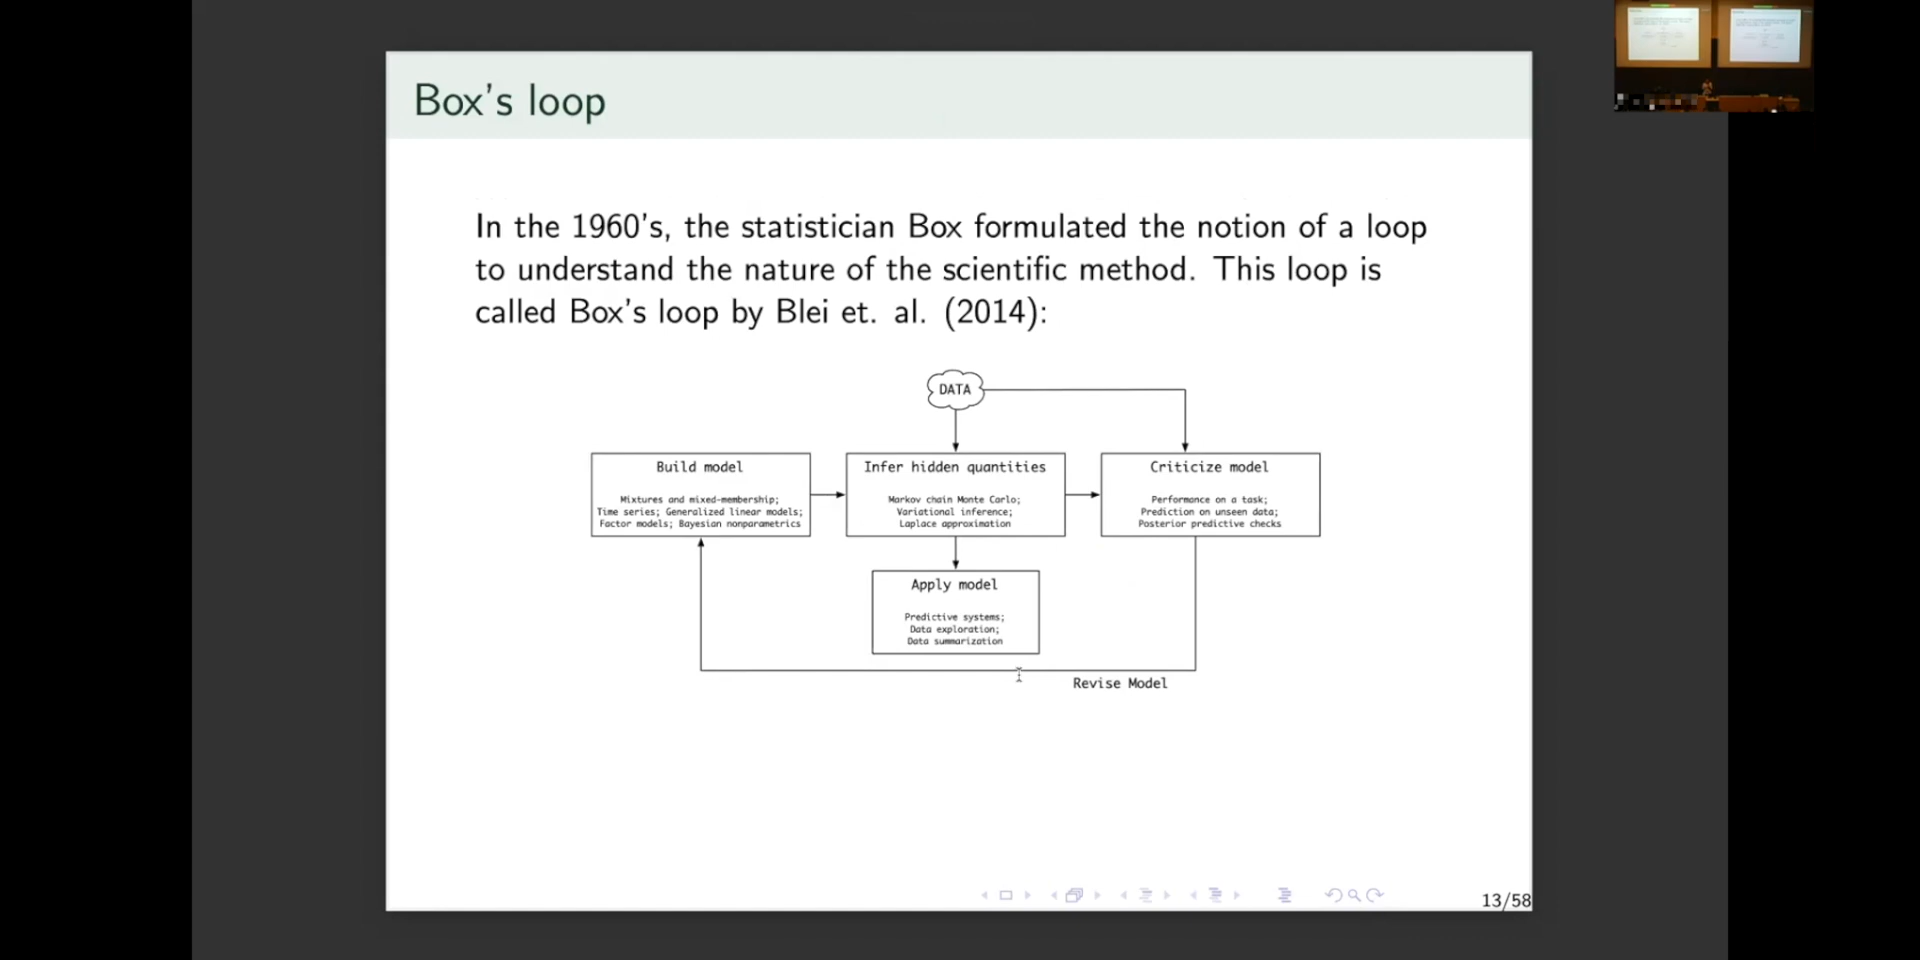 Box's loop
In the 1960's, the statistician Box formulated the notion of a loop
to understand the nature of the scientific method. This loop is
called Box's loop by Blei et. al. (2014):
DATA
Build model
Mixtures and mixed-membership;
Time series; Generalized linear models;
Factor models; Bayesian nonparametrics
Infer hidden quantities
Markov chain Monte Carlo;
Variational inference;
Laplace approximation
Criticize model
Performance on a task;
Prediction on unseen data;
Posterior predictive checks
Apply model
Predictive systems;
Data exploration;
Data summarization
Revise Model
13/58